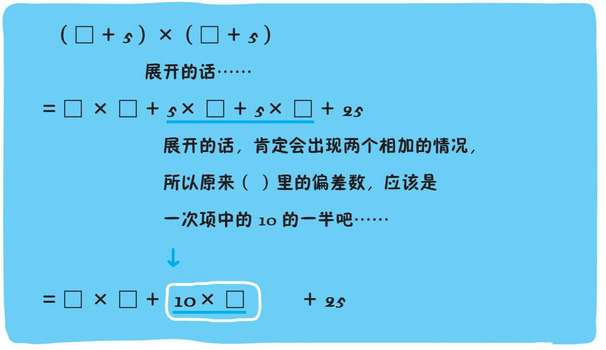 (□+5)×(□+5)
展开的话……
=□×□+5×□+5×□+25
展开的话，肯定会出现两个相加的情况，
所以原来（ ）里的偏差数，应该是
一次项中的10的一半吧……
↓
=□×□+10×□ +25